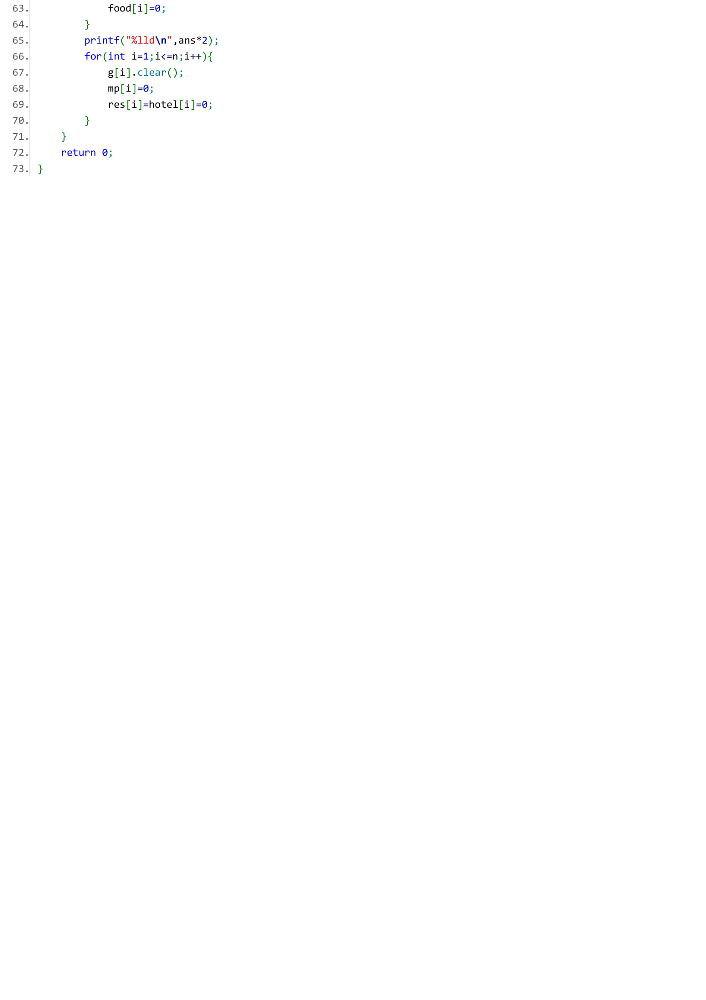 63.            food[i]=0;
64.        }
65.        printf("%lld\n",ans*2);
66.        for(int i=1;i<=n;i++){
67.            g[i].clear();
68.            mp[i]=0;
69.            res[i]=hotel[i]=0;
70.        }
71.    }
72.    return 0;
73.}